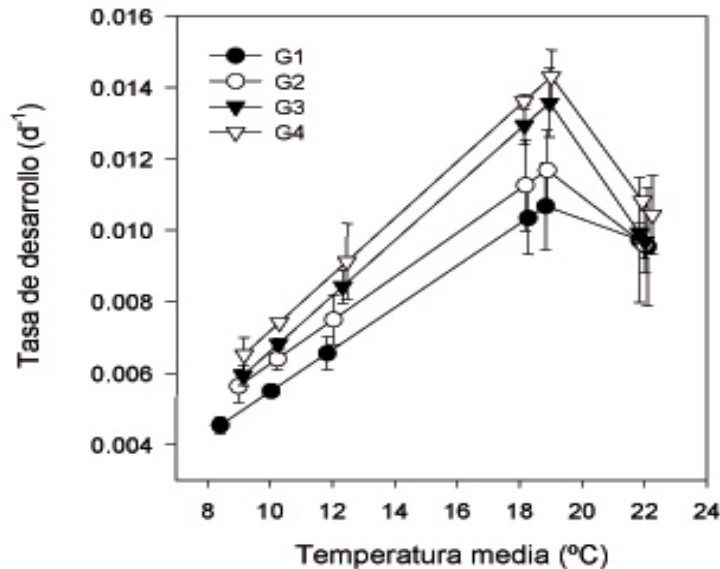 0.016
0.014
0.012
0.010
0.008
0.006
0.004
Tasa de desarrollo (d⁻¹)
G1
G2
G3
G4
8 10 12 14 16 18 20 22 24
Temperatura media (ºC)